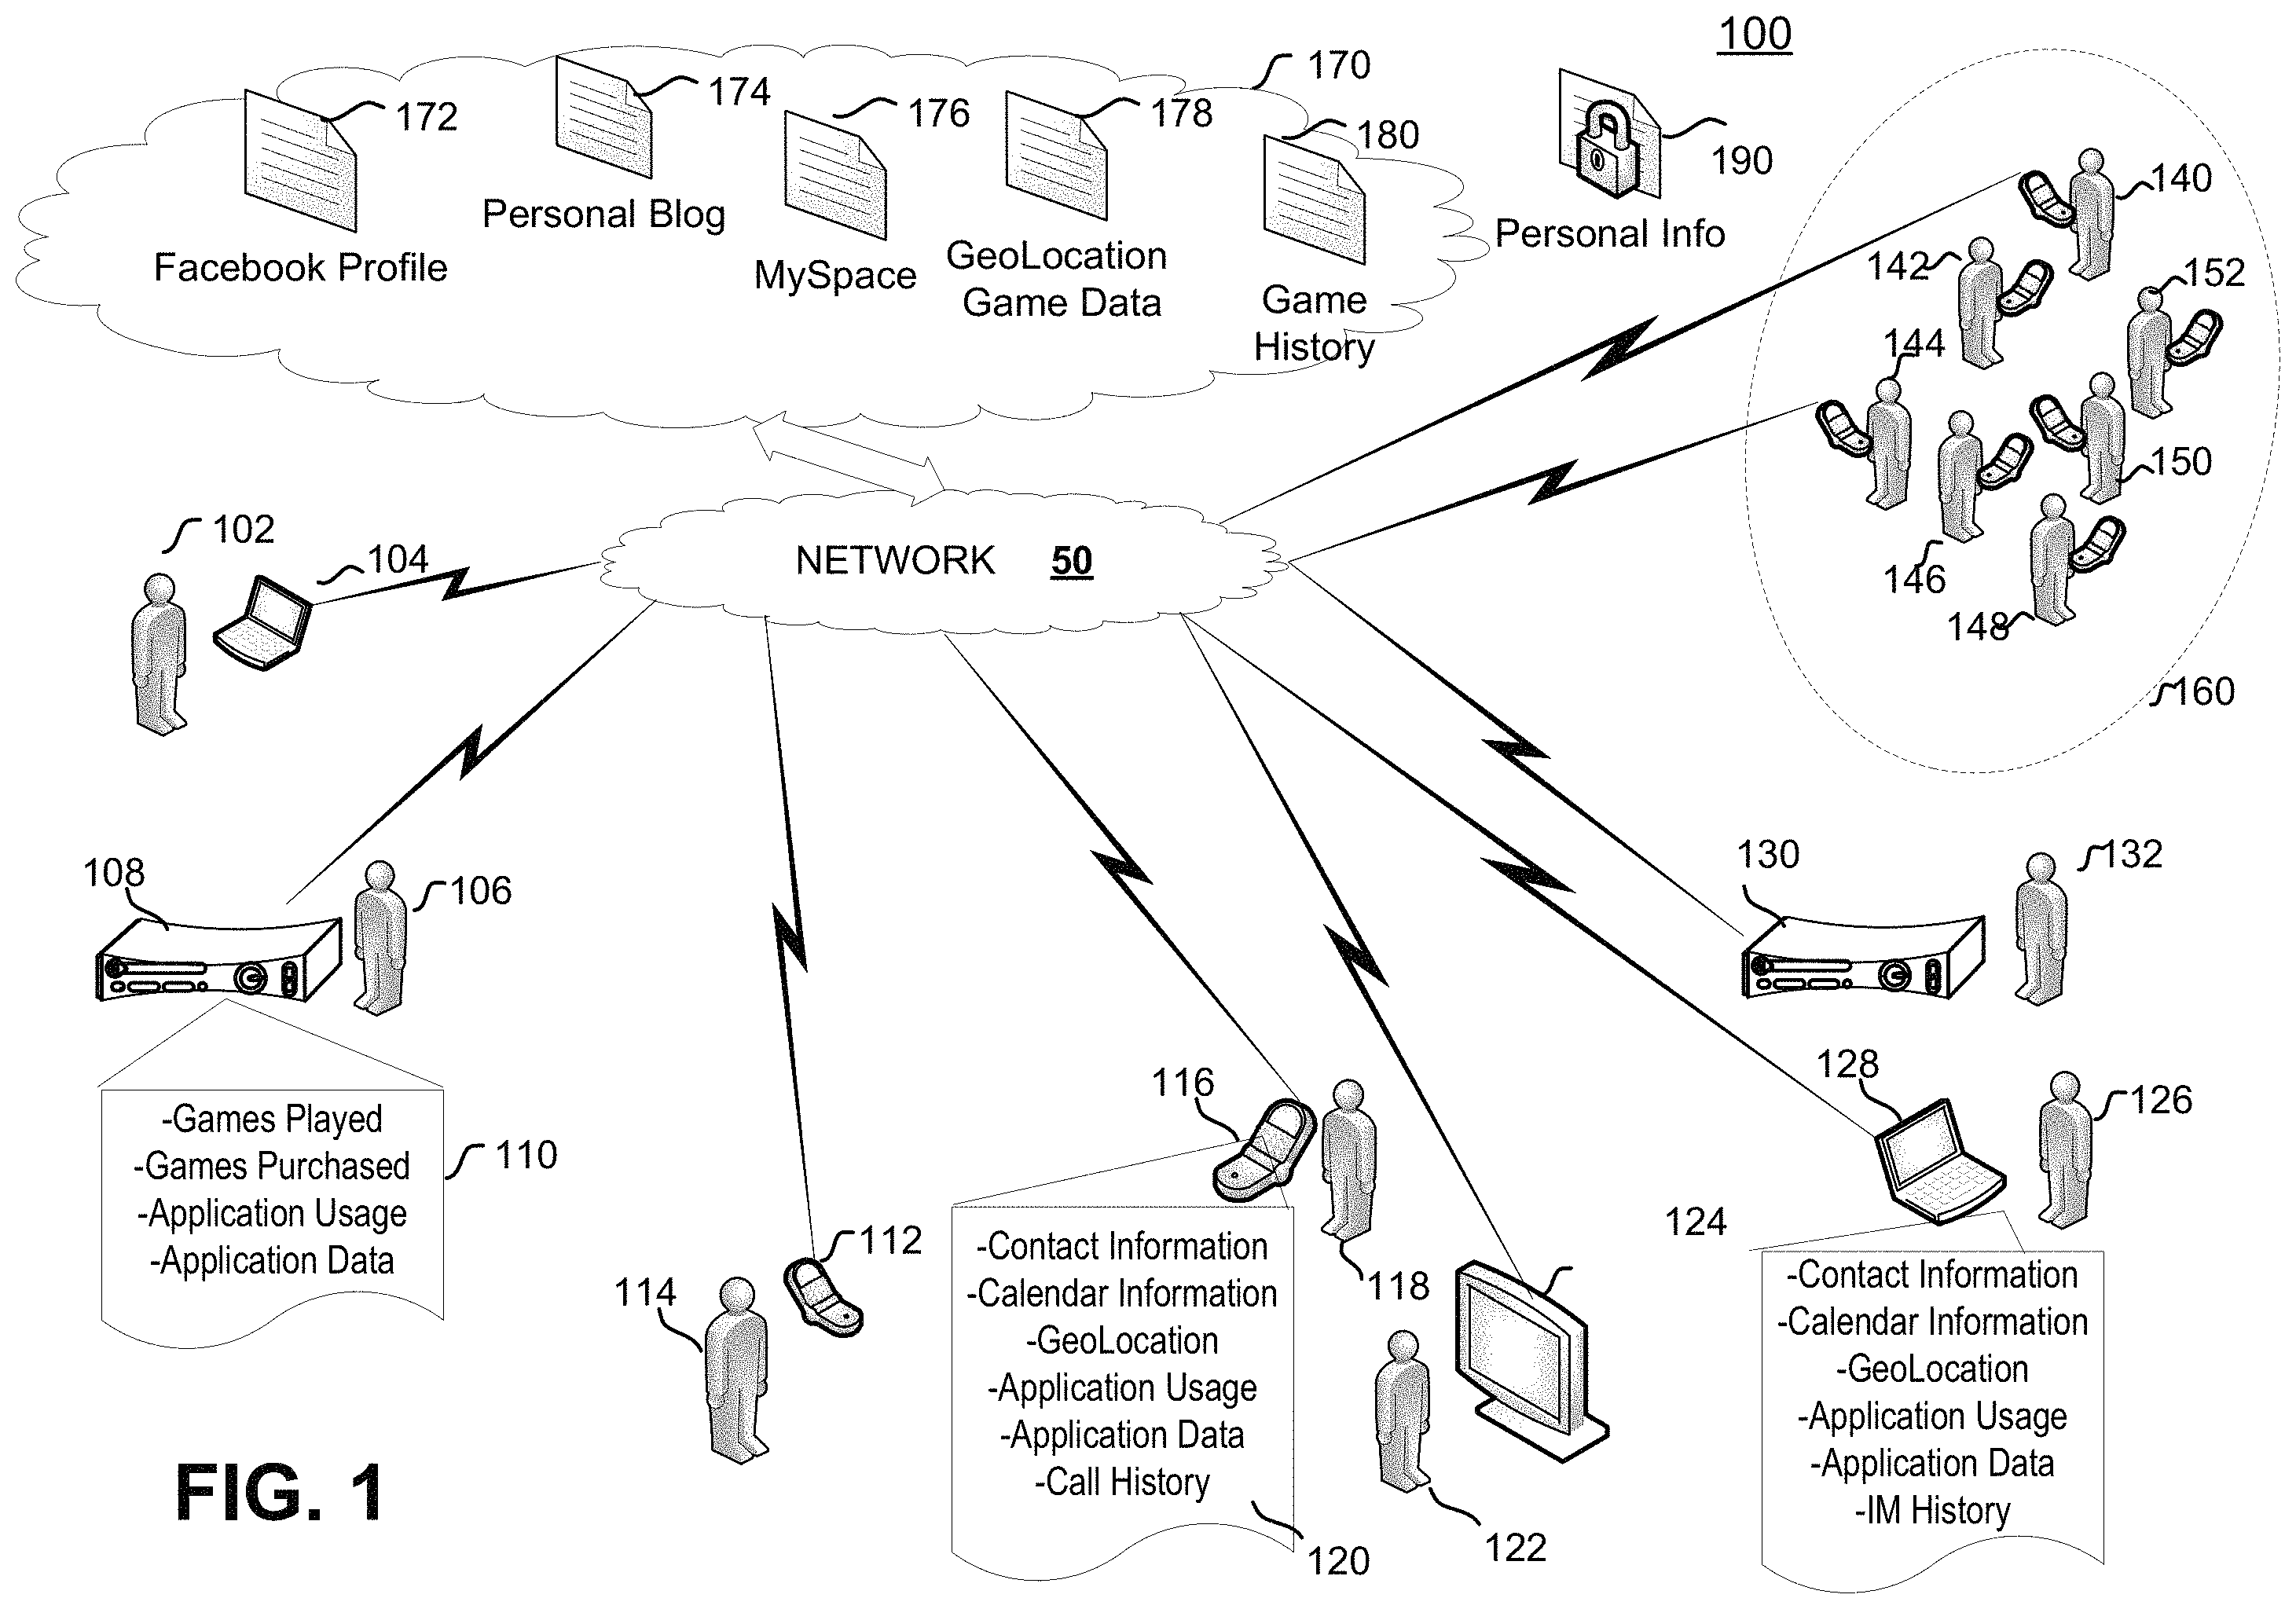 100
170
172
174
176
178
180
190
Facebook Profile
Personal Blog
MySpace
GeoLocation
Game Data
Game
History
Personal Info
140
142
152
144
150
146
148
160
NETWORK 50
102
104
108
106
-Games Played
-Games Purchased
-Application Usage
-Application Data
110
112
114
116
118
-Contact Information
-Calendar Information
-GeoLocation
-Application Usage
-Application Data
-Call History
120
122
124
130
132
128
126
-Contact Information
-Calendar Information
-GeoLocation
-Application Usage
-Application Data
-IM History
FIG. 1